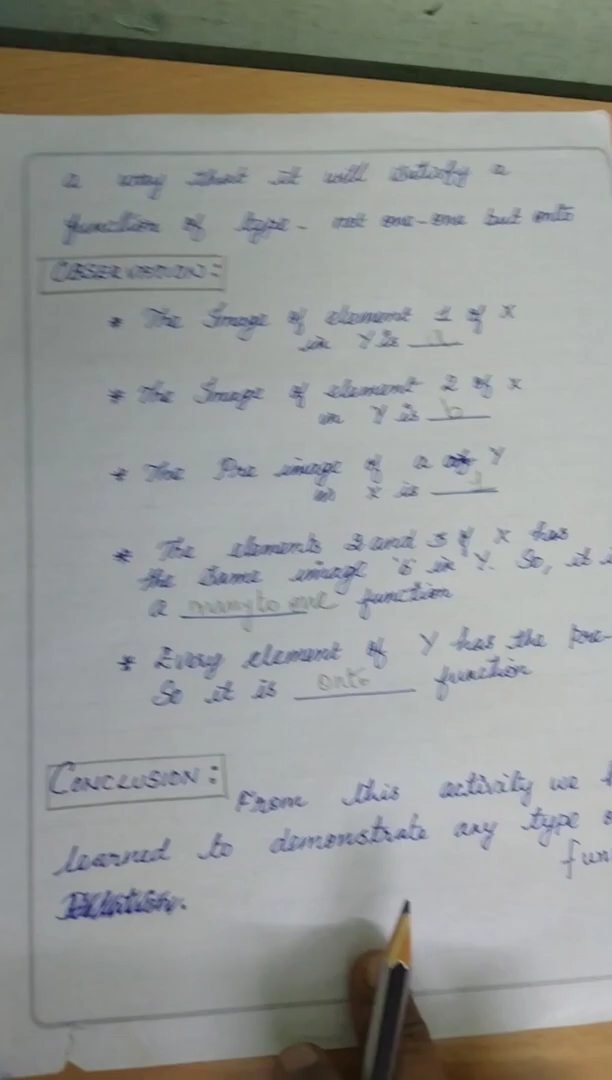 a way that it will satisfy a
function of type - not one-one but onto
OBSERVATION:
* The Image of element 1 of X
in Y is a
* The Image of element 2 of X
in Y is b
* The Pre image of a of Y
in X is 1
* The elements 2 and 3 of X has
the same image 'b' in Y. So, it i
a many to one function
* Every element of Y has the pre-
So it is onto function
CONCLUSION:
From this activity we
learned to demonstrate any type o
fun